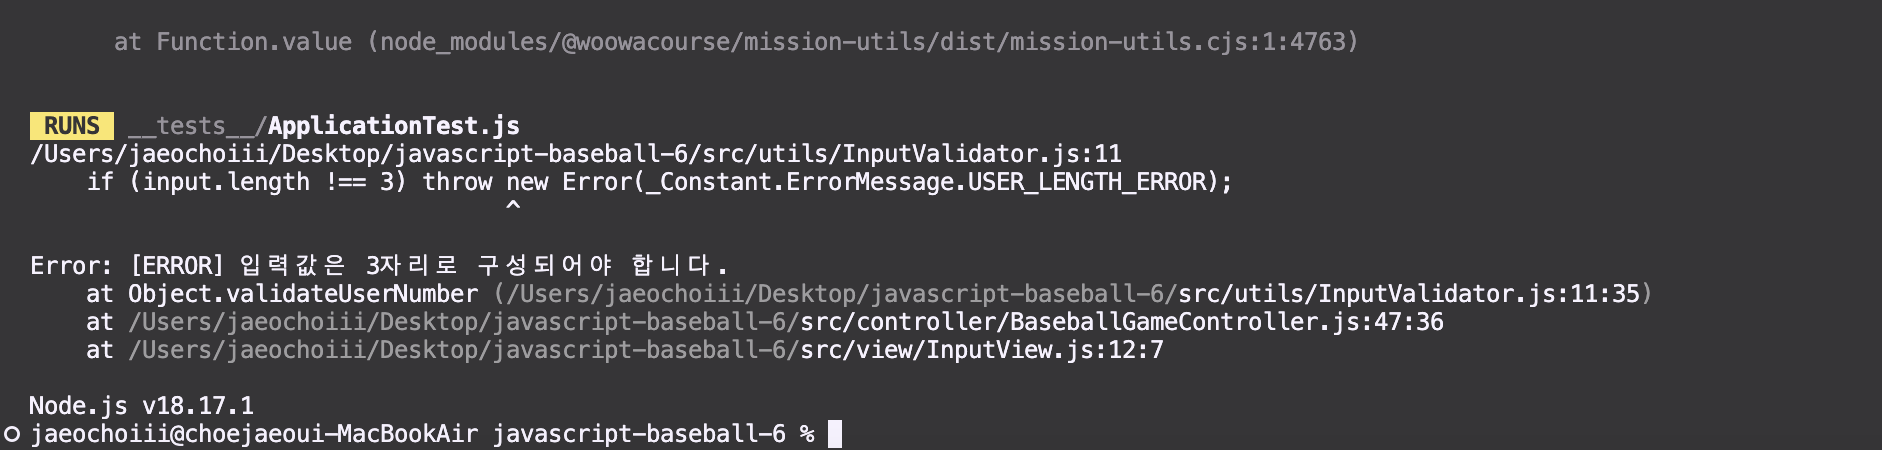 at Function.value (node_modules/@woowacourse/mission-utils/dist/mission-utils.cjs:1:4763)
RUNS __tests__/ApplicationTest.js
/Users/jaeochoiii/Desktop/javascript-baseball-6/src/utils/InputValidator.js:11
if (input.length !== 3) throw new Error(_Constant.ErrorMessage.USER_LENGTH_ERROR);
^
Error: [ERROR] 입력값은 3자리로 구성되어야 합니다.
at Object.validateUserNumber (/Users/jaeochoiii/Desktop/javascript-baseball-6/src/utils/InputValidator.js:11:35)
at /Users/jaeochoiii/Desktop/javascript-baseball-6/src/controller/BaseballGameController.js:47:36
at /Users/jaeochoiii/Desktop/javascript-baseball-6/src/view/InputView.js:12:7
Node.js v18.17.1
jaeochoiii@choejaeoui-MacBookAir javascript-baseball-6 %